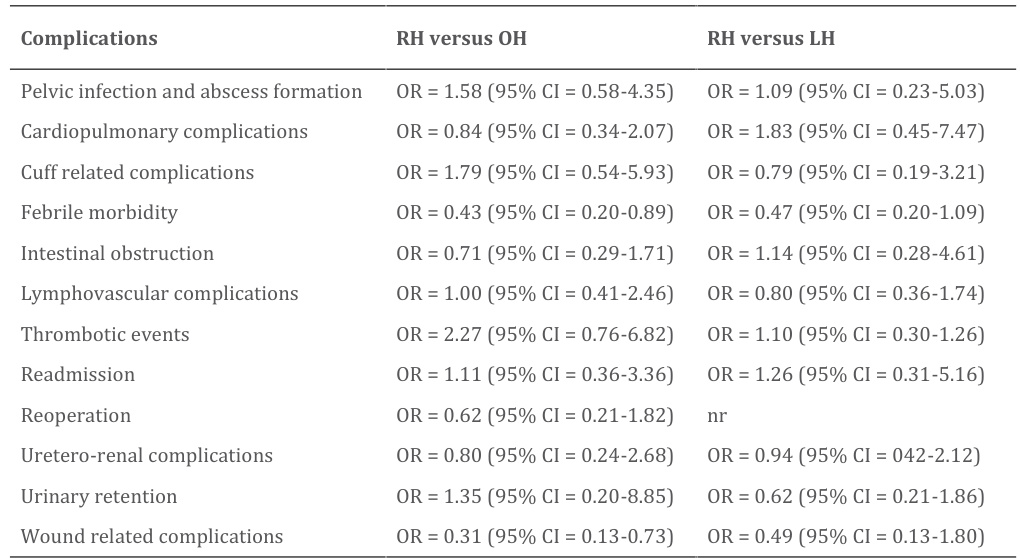 Complications RH versus OH RH versus LH
Pelvic infection and abscess formation OR = 1.58 (95% CI = 0.58-4.35) OR = 1.09 (95% CI = 0.23-5.03)
Cardiopulmonary complications OR = 0.84 (95% CI = 0.34-2.07) OR = 1.83 (95% CI = 0.45-7.47)
Cuff related complications OR = 1.79 (95% CI = 0.54-5.93) OR = 0.79 (95% CI = 0.19-3.21)
Febrile morbidity OR = 0.43 (95% CI = 0.20-0.89) OR = 0.47 (95% CI = 0.20-1.09)
Intestinal obstruction OR = 0.71 (95% CI = 0.29-1.71) OR = 1.14 (95% CI = 0.28-4.61)
Lymphovascular complications OR = 1.00 (95% CI = 0.41-2.46) OR = 0.80 (95% CI = 0.36-1.74)
Thrombotic events OR = 2.27 (95% CI = 0.76-6.82) OR = 1.10 (95% CI = 0.30-1.26)
Readmission OR = 1.11 (95% CI = 0.36-3.36) OR = 1.26 (95% CI = 0.31-5.16)
Reoperation OR = 0.62 (95% CI = 0.21-1.82) nr
Uretero-renal complications OR = 0.80 (95% CI = 0.24-2.68) OR = 0.94 (95% CI = 042-2.12)
Urinary retention OR = 1.35 (95% CI = 0.20-8.85) OR = 0.62 (95% CI = 0.21-1.86)
Wound related complications OR = 0.31 (95% CI = 0.13-0.73) OR = 0.49 (95% CI = 0.13-1.80)